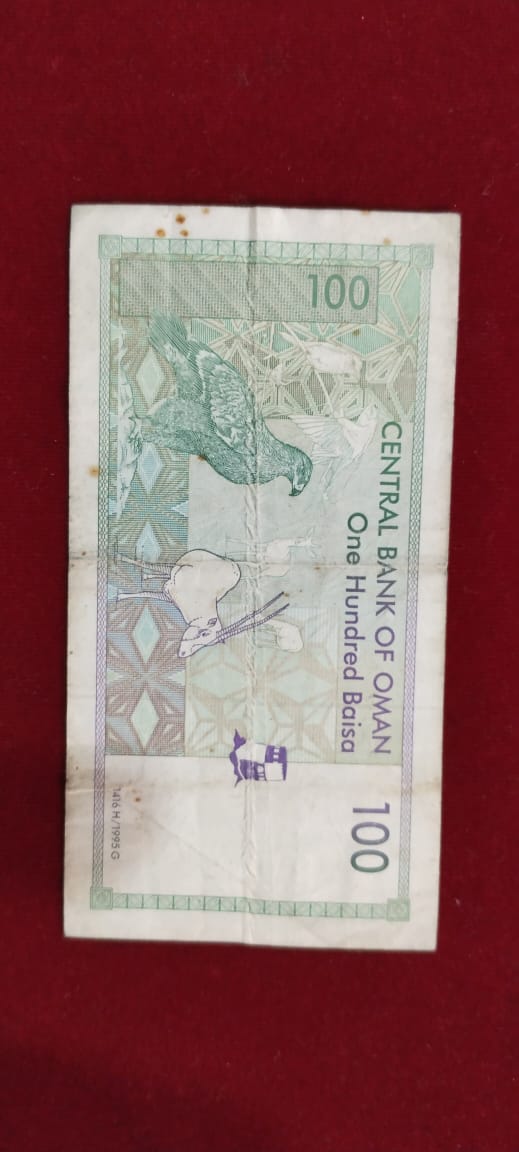 100
CENTRAL BANK OF OMAN
One Hundred Baisa
100
1416 H/1995 G